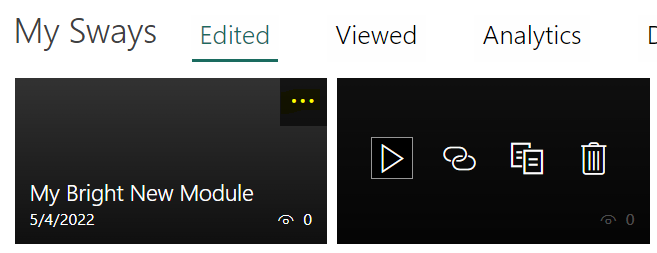 My Sways Edited Viewed Analytics
My Bright New Module
5/4/2022 0 0